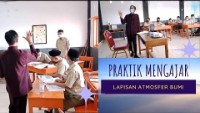 PRAKTIK MENGAJAR
LAPISAN ATMOSFER BUMI